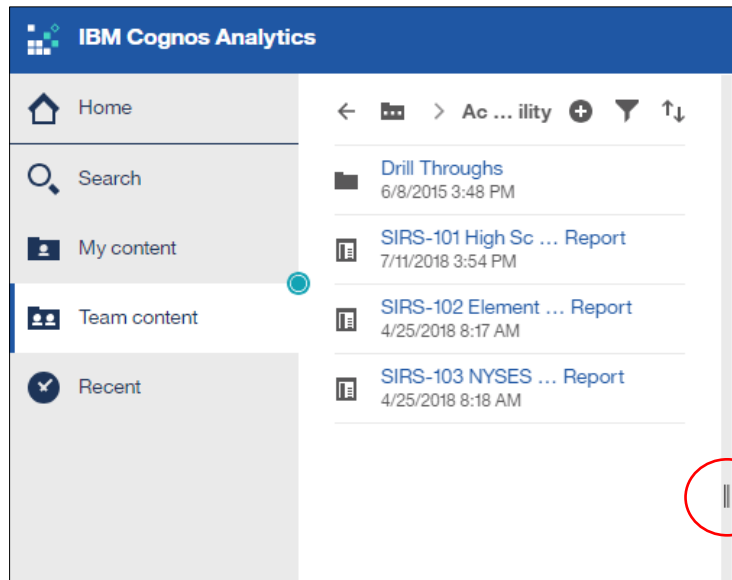 IBM Cognos Analytics
Home
Search
My content
Team content
Recent
Ac ... ility
Drill Throughs
6/8/2015 3:48 PM
SIRS-101 High Sc ... Report
7/11/2018 3:54 PM
SIRS-102 Element ... Report
4/25/2018 8:17 AM
SIRS-103 NYSES ... Report
4/25/2018 8:18 AM